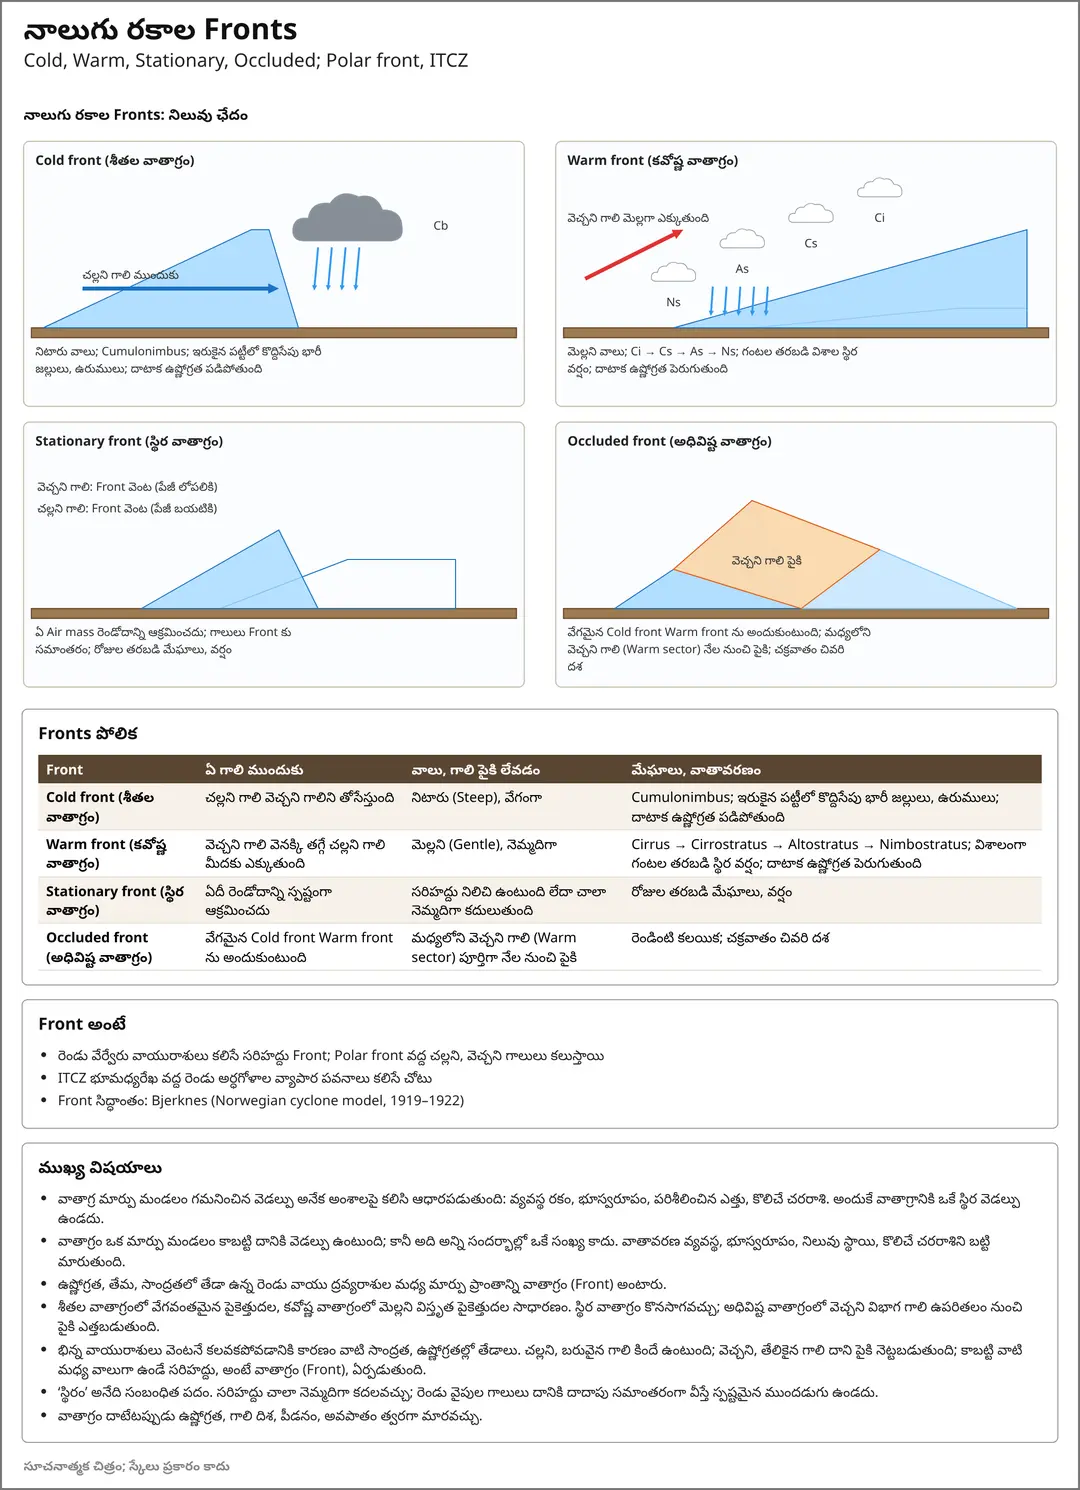 నాలుగు రకాల Fronts
Cold, Warm, Stationary, Occluded; Polar front, ITCZ
నాలుగు రకాల Fronts: నిలువు ఛేదం
Cold front (శీతల వాతాగ్రం)
Cb
చల్లని గాలి ముందుకు
నిటారు వాలు; Cumulonimbus; ఇరుకైన పట్టీలో కొద్దిసేపు భారీ
జల్లులు, ఉరుములు; దాటాక ఉష్ణోగ్రత పడిపోతుంది
Warm front (కవోష్ణ వాతాగ్రం)
వెచ్చని గాలి మెల్లగా ఎక్కుతుంది
Ci
Cs
As
Ns
మెల్లని వాలు; Ci → Cs → As → Ns; గంటల తరబడి విశాల స్థిర
వర్షం; దాటాక ఉష్ణోగ్రత పెరుగుతుంది
Stationary front (స్థిర వాతాగ్రం)
వెచ్చని గాలి: Front వెంట (పేజీ లోపలికి)
చల్లని గాలి: Front వెంట (పేజీ బయటికి)
ఏ Air mass రెండోదాన్ని ఆక్రమించదు; గాలులు Front కు
సమాంతరం; రోజుల తరబడి మేఘాలు, వర్షం
Occluded front (అధివిష్ట వాతాగ్రం)
వెచ్చని గాలి పైకి
వేగమైన Cold front Warm front ను అందుకుంటుంది; మధ్యలోని
వెచ్చని గాలి (Warm sector) నేల నుంచి పైకి; చక్రవాతం చివరి
దశ
Fronts పోలిక
Front ఏ గాలి ముందుకు వాలు, గాలి పైకి లేవడం మేఘాలు, వాతావరణం
Cold front (శీతల చల్లని గాలి వెచ్చని గాలిని తోసేస్తుంది నిటారు (Steep), వేగంగా Cumulonimbus; ఇరుకైన పట్టీలో కొద్దిసేపు భారీ జల్లులు, ఉరుములు;
వాతాగ్రం) దాటాక ఉష్ణోగ్రత పడిపోతుంది
Warm front (కవోష్ణ వెచ్చని గాలి వెనక్కి తగ్గే చల్లని గాలి మెల్లని (Gentle), నెమ్మదిగా Cirrus → Cirrostratus → Altostratus → Nimbostratus; విశాలంగా
వాతాగ్రం) మీదకు ఎక్కుతుంది గంటల తరబడి స్థిర వర్షం; దాటాక ఉష్ణోగ్రత పెరుగుతుంది
Stationary front (స్థిర ఏదీ రెండోదాన్ని స్పష్టంగా సరిహద్దు నిలిచి ఉంటుంది లేదా చాలా రోజుల తరబడి మేఘాలు, వర్షం
వాతాగ్రం) ఆక్రమించదు నెమ్మదిగా కదులుతుంది
Occluded front వేగమైన Cold front Warm front మధ్యలోని వెచ్చని గాలి (Warm రెండింటి కలయిక; చక్రవాతం చివరి దశ
(అధివిష్ట వాతాగ్రం) ను అందుకుంటుంది sector) పూర్తిగా నేల నుంచి పైకి
Front అంటే
• రెండు వేర్వేరు వాయురాశులు కలిసే సరిహద్దు Front; Polar front వద్ద చల్లని, వెచ్చని గాలులు కలుస్తాయి
• ITCZ భూమధ్యరేఖ వద్ద రెండు అర్ధగోళాల వ్యాపార పవనాలు కలిసే చోటు
• Front సిద్ధాంతం: Bjerknes (Norwegian cyclone model, 1919–1922)
ముఖ్య విషయాలు
• వాతాగ్ర మార్పు మండలం గమనించిన వెడల్పు అనేక అంశాలపై కలిసి ఆధారపడుతుంది: వ్యవస్థ రకం, భూస్వరూపం, పరిశీలించిన ఎత్తు, కొలిచే చరరాశి. అందుకే వాతాగ్రానికి ఒకే స్థిర వెడల్పు
ఉండదు.
• వాతాగ్రం ఒక మార్పు మండలం కాబట్టి దానికి వెడల్పు ఉంటుంది; కానీ అది అన్ని సందర్భాల్లో ఒకే సంఖ్య కాదు. వాతావరణ వ్యవస్థ, భూస్వరూపం, నిలువు స్థాయి, కొలిచే చరరాశిని బట్టి
మారుతుంది.
• ఉష్ణోగ్రత, తేమ, సాంద్రతలో తేడా ఉన్న రెండు వాయు ద్రవ్యరాశుల మధ్య మార్పు ప్రాంతాన్ని వాతాగ్రం (Front) అంటారు.
• శీతల వాతాగ్రంలో వేగవంతమైన పైకెత్తుదల, కవోష్ణ వాతాగ్రంలో మెల్లని విస్తృత పైకెత్తుదల సాధారణం. స్థిర వాతాగ్రం కొనసాగవచ్చు; అధివిష్ట వాతాగ్రంలో వెచ్చని విభాగ గాలి ఉపరితలం నుంచి
పైకి ఎత్తబడుతుంది.
• భిన్న వాయురాశులు వెంటనే కలవకపోవడానికి కారణం వాటి సాంద్రత, ఉష్ణోగ్రతల్లో తేడాలు. చల్లని, బరువైన గాలి కిందే ఉంటుంది; వెచ్చని, తేలికైన గాలి దాని పైకి నెట్టబడుతుంది; కాబట్టి వాటి
మధ్య వాలుగా ఉండే సరిహద్దు, అంటే వాతాగ్రం (Front), ఏర్పడుతుంది.
• ‘స్థిరం’ అనేది సంబంధిత పదం. సరిహద్దు చాలా నెమ్మదిగా కదలవచ్చు; రెండు వైపుల గాలులు దానికి దాదాపు సమాంతరంగా వీస్తే స్పష్టమైన ముందడుగు ఉండదు.
• వాతాగ్రం దాటేటప్పుడు ఉష్ణోగ్రత, గాలి దిశ, పీడనం, అవపాతం త్వరగా మారవచ్చు.
సూచనాత్మక చిత్రం; స్కేలు ప్రకారం కాదు